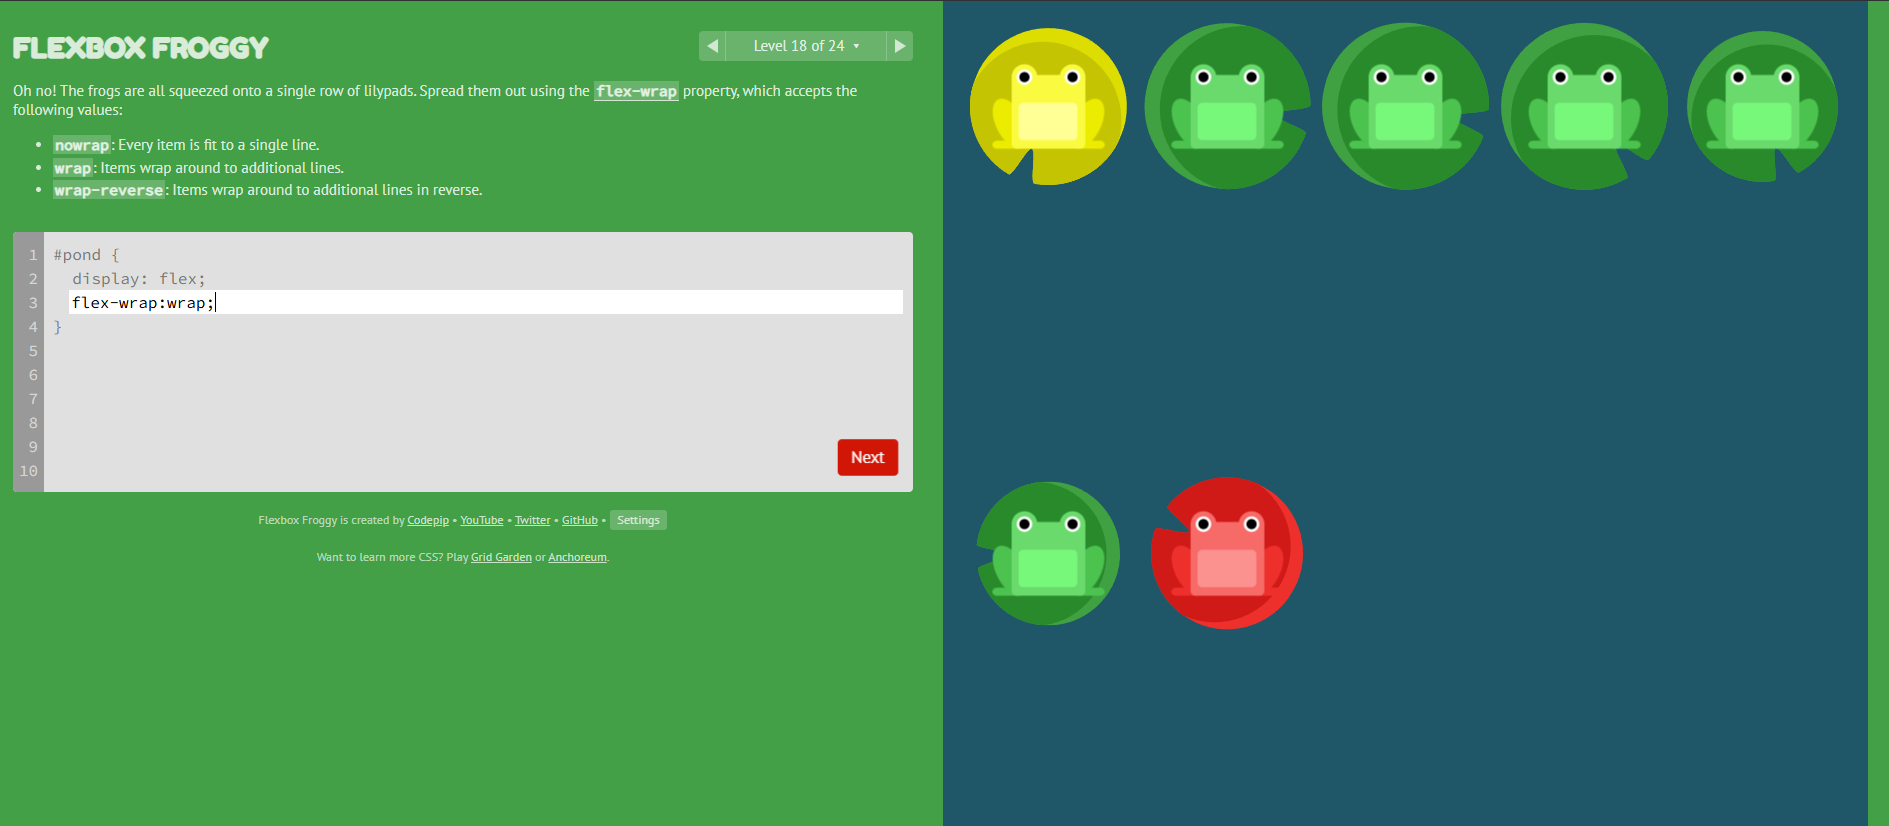 FLEXBOX FROGGY
Level 18 of 24
Oh no! The frogs are all squeezed onto a single row of lilypads. Spread them out using the flex-wrap property, which accepts the
following values:
nowrap: Every item is fit to a single line.
wrap: Items wrap around to additional lines.
wrap-reverse: Items wrap around to additional lines in reverse.
1 #pond {
2 display: flex;
3 flex-wrap:wrap;
4 }
5
6
7
8
9
10
Next
Flexbox Froggy is created by Codepip • YouTube • Twitter • GitHub • Settings
Want to learn more CSS? Play Grid Garden or Anchoreum.